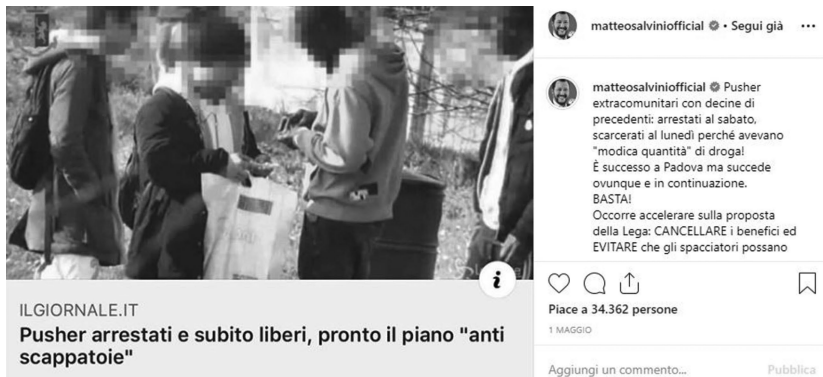 matteosalviniofficial • Segui già
matteosalviniofficial Pusher
extracomunitari con decine di
precedenti: arrestati al sabato,
scarcerati al lunedì perché avevano
"modica quantità" di droga!
È successo a Padova ma succede
ovunque e in continuazione.
BASTA!
Occorre accelerare sulla proposta
della Lega: CANCELLARE i benefici ed
EVITARE che gli spacciatori possano
i
ILGIORNALE.IT
Pusher arrestati e subito liberi, pronto il piano "anti
scappatoie"
Piace a 34.362 persone
1 MAGGIO
Aggiungi un commento...
Pubblica